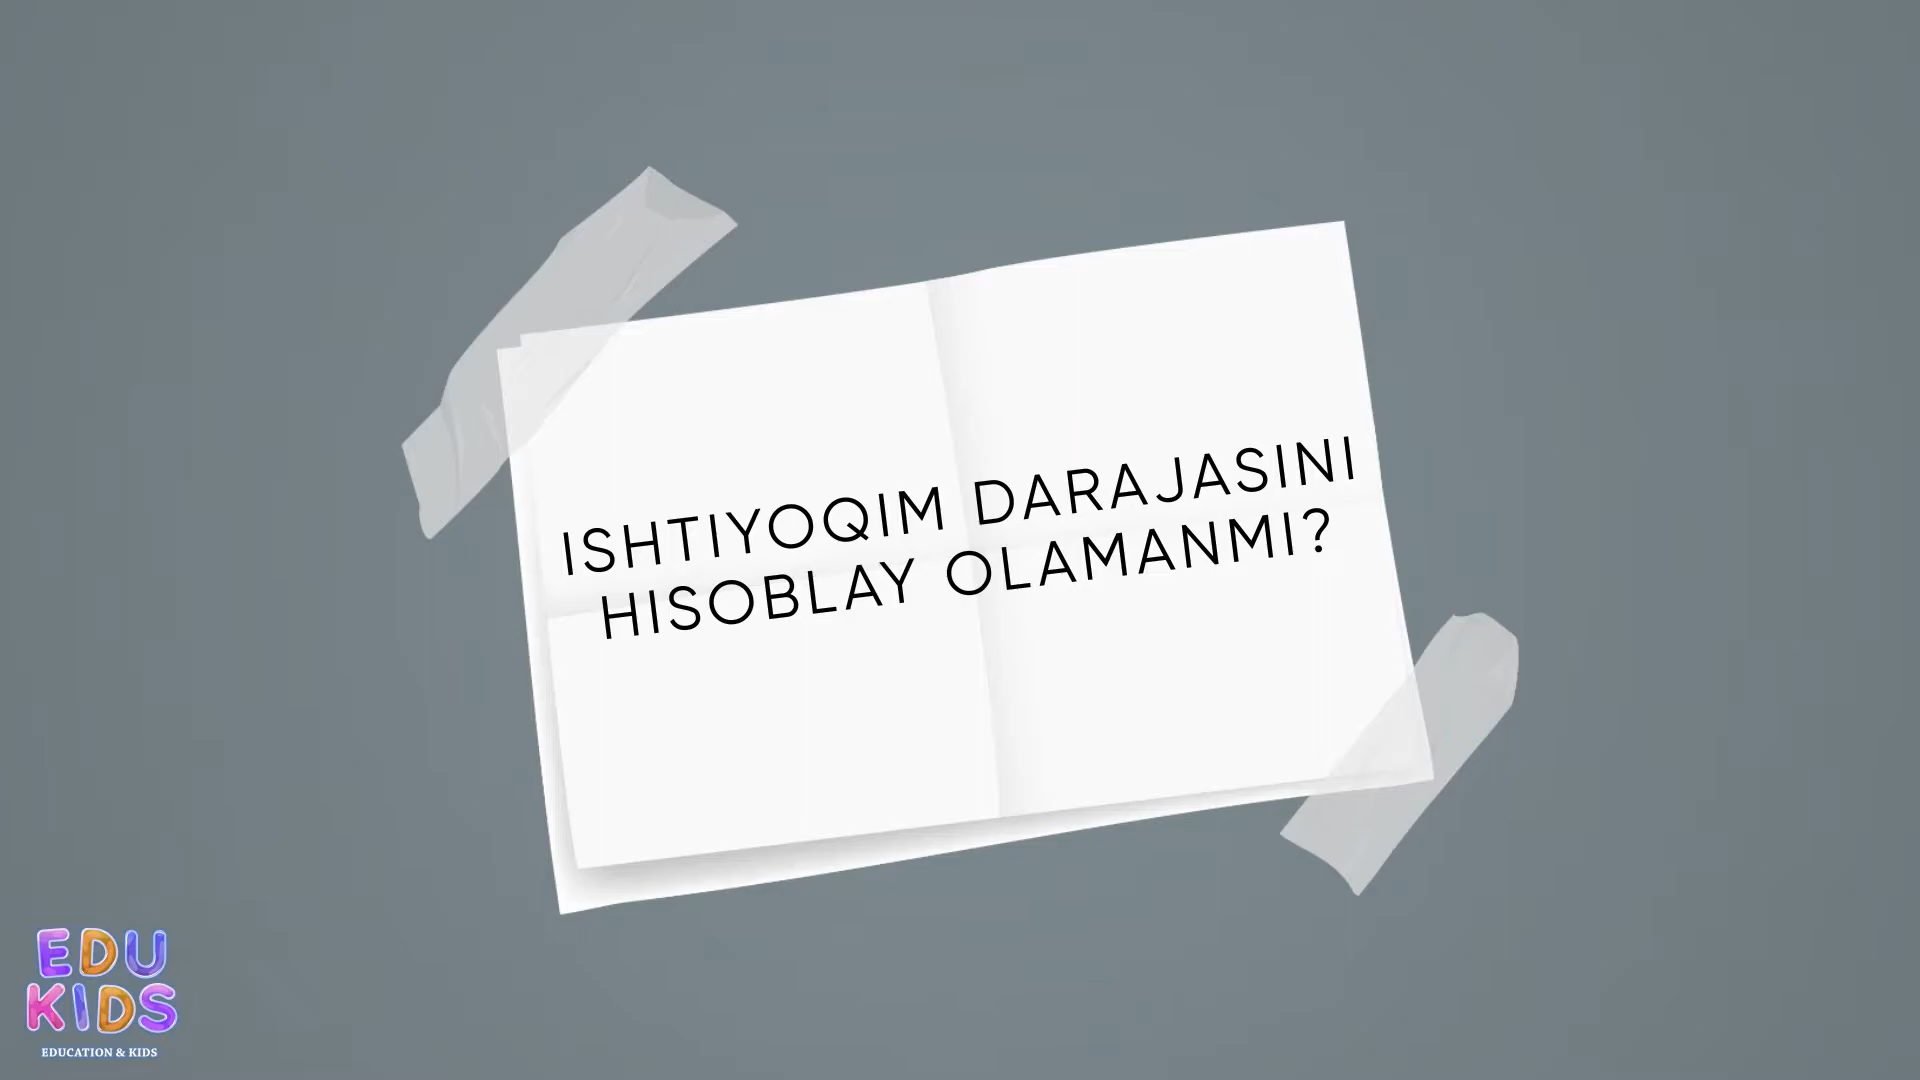 ISHTIYOQIM DARAJASINI
HISOBLAY OLAMANMI?
EDU
KIDS
EDUCATION & KIDS